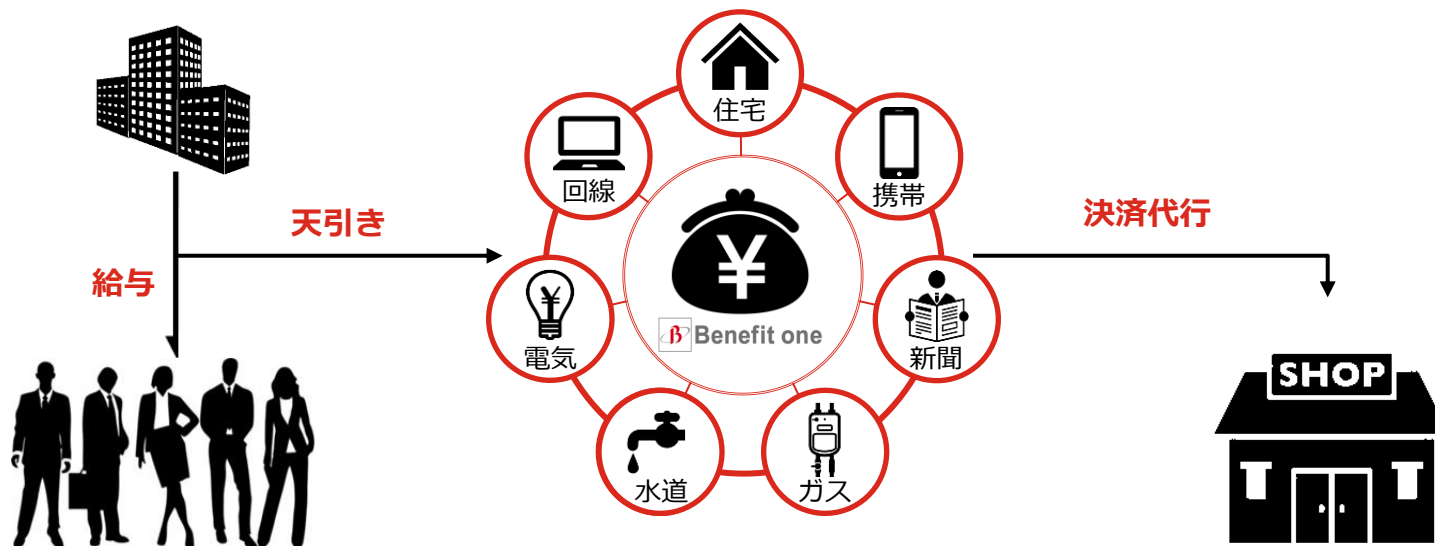 住宅
回線
携帯
天引き
決済代行
給与
¥
¥
β Benefit one
電気
新聞
SHOP
水道
ガス